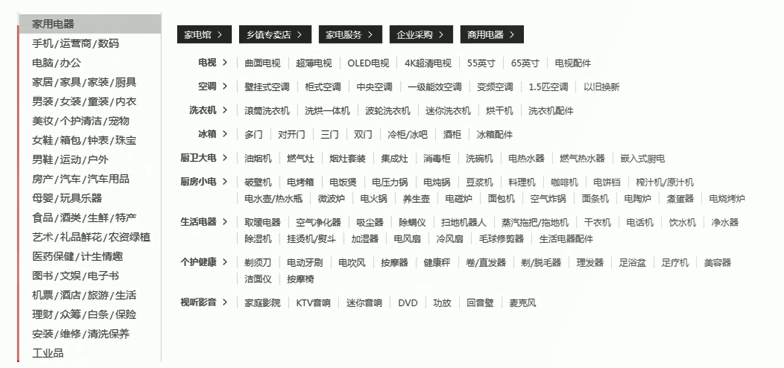 家用电器
手机/运营商/数码
电脑/办公
家居/家具/家装/厨具
男装/女装/童装/内衣
美妆/个护清洁/宠物
女鞋/箱包/钟表/珠宝
男鞋/运动/户外
房产/汽车/汽车用品
母婴/玩具乐器
食品/酒类/生鲜/特产
艺术/礼品鲜花/农资绿植
医药保健/计生情趣
图书/文娱/电子书
机票/酒店/旅游/生活
理财/众筹/白条/保险
安装/维修/清洗保养
工业品
家电馆 > 乡镇专卖店 > 家电服务 > 企业采购 > 商用电器 >
电视 > 曲面电视 超薄电视 OLED电视 4K超清电视 55英寸 65英寸 电视配件
空调 > 壁挂式空调 柜式空调 中央空调 一级能效空调 变频空调 1.5匹空调 以旧换新
洗衣机 > 滚筒洗衣机 洗烘一体机 波轮洗衣机 迷你洗衣机 烘干机 洗衣机配件
冰箱 > 多门 对开门 三门 双门 冷柜/冰吧 酒柜 冰箱配件
厨卫大电 > 油烟机 燃气灶 烟灶套装 集成灶 消毒柜 洗碗机 电热水器 燃气热水器 嵌入式厨电
厨房小电 > 破壁机 电烤箱 电饭煲 电压力锅 电炖锅 豆浆机 料理机 咖啡机 电饼铛 榨汁机/原汁机
电水壶/热水瓶 微波炉 电火锅 养生壶 电磁炉 面包机 空气炸锅 面条机 电陶炉 煮蛋器 电烧烤炉
生活电器 > 取暖电器 空气净化器 吸尘器 除螨仪 扫地机器人 蒸汽拖把/拖地机 干衣机 电话机 饮水机 净水器
除湿机 挂烫机/熨斗 加湿器 电风扇 冷风扇 毛球修剪器 生活电器配件
个护健康 > 剃须刀 电动牙刷 电吹风 按摩器 健康秤 卷/直发器 剃/脱毛器 理发器 足浴盆 足疗机 美容器
洁面仪 按摩椅
视听影音 > 家庭影院 KTV音响 迷你音响 DVD 功放 回音壁 麦克风